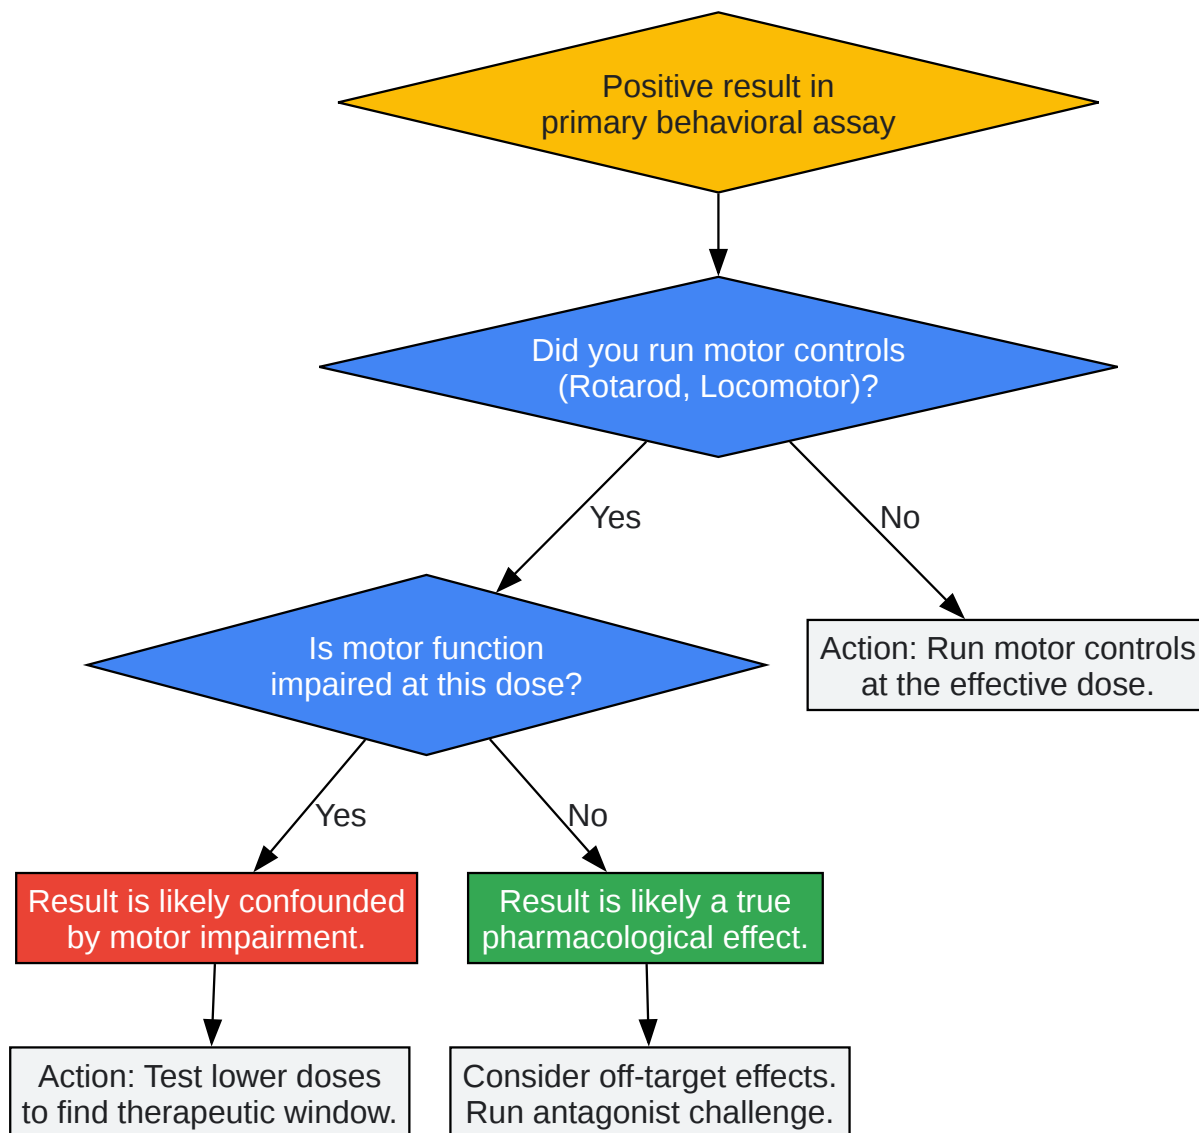 Positive result in
primary behavioral assay
Did you run motor controls
(Rotarod, Locomotor)?
Yes
No
Is motor function
impaired at this dose?
Action: Run motor controls
at the effective dose.
Yes
No
Result is likely confounded
by motor impairment.
Result is likely a true
pharmacological effect.
Action: Test lower doses
to find therapeutic window.
Consider off-target effects.
Run antagonist challenge.